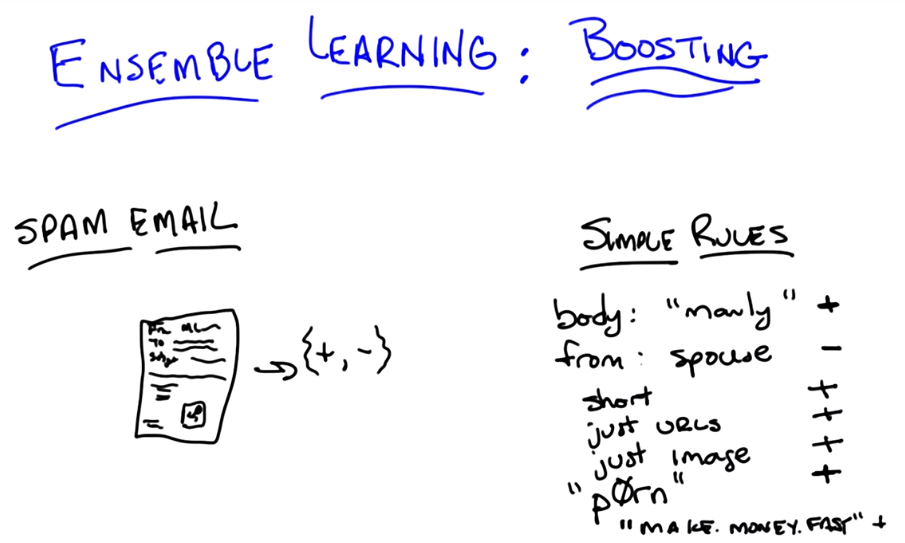 ENSEMBLE LEARNING: BOOSTING
SPAM EMAIL
SIMPLE RULES
TO
→ {+, -}
body: "manly" +
from: spouse -
short +
just URLS +
just image +
"pØrn" +
"MAKE.MONEY.FAST" +